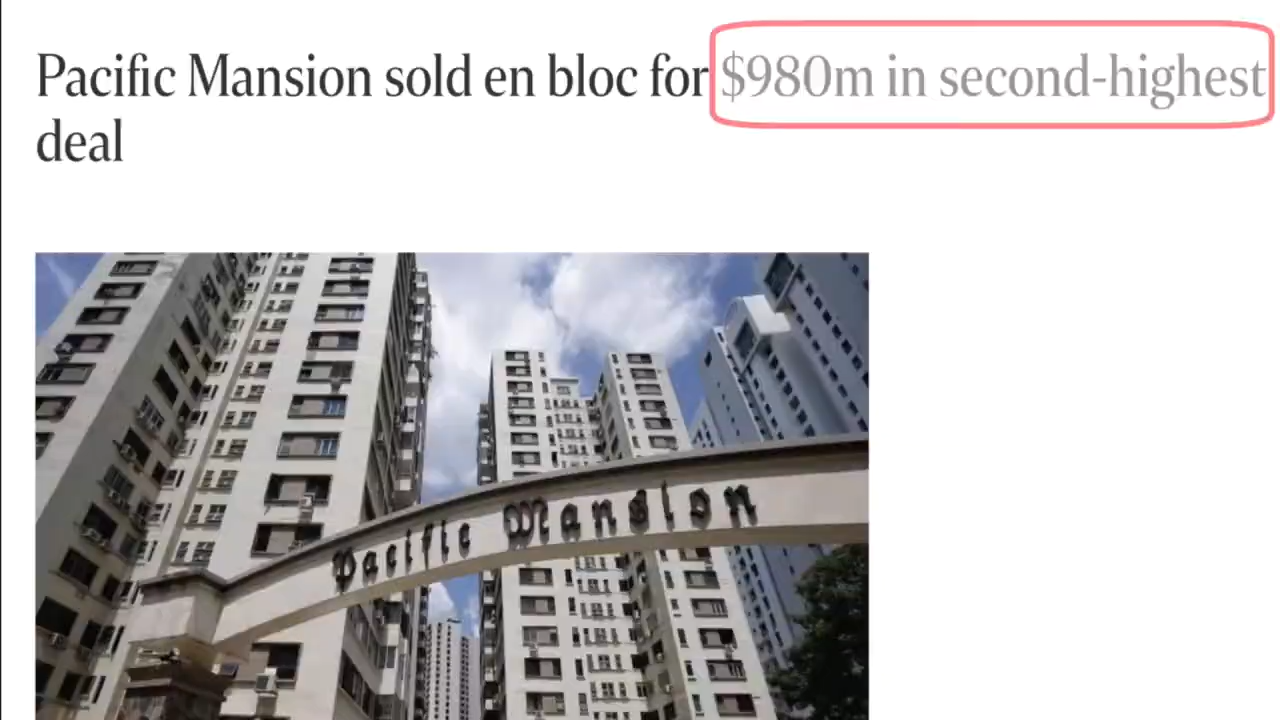 Pacific Mansion sold en bloc for $980m in second-highest
deal
Pacific Mansion